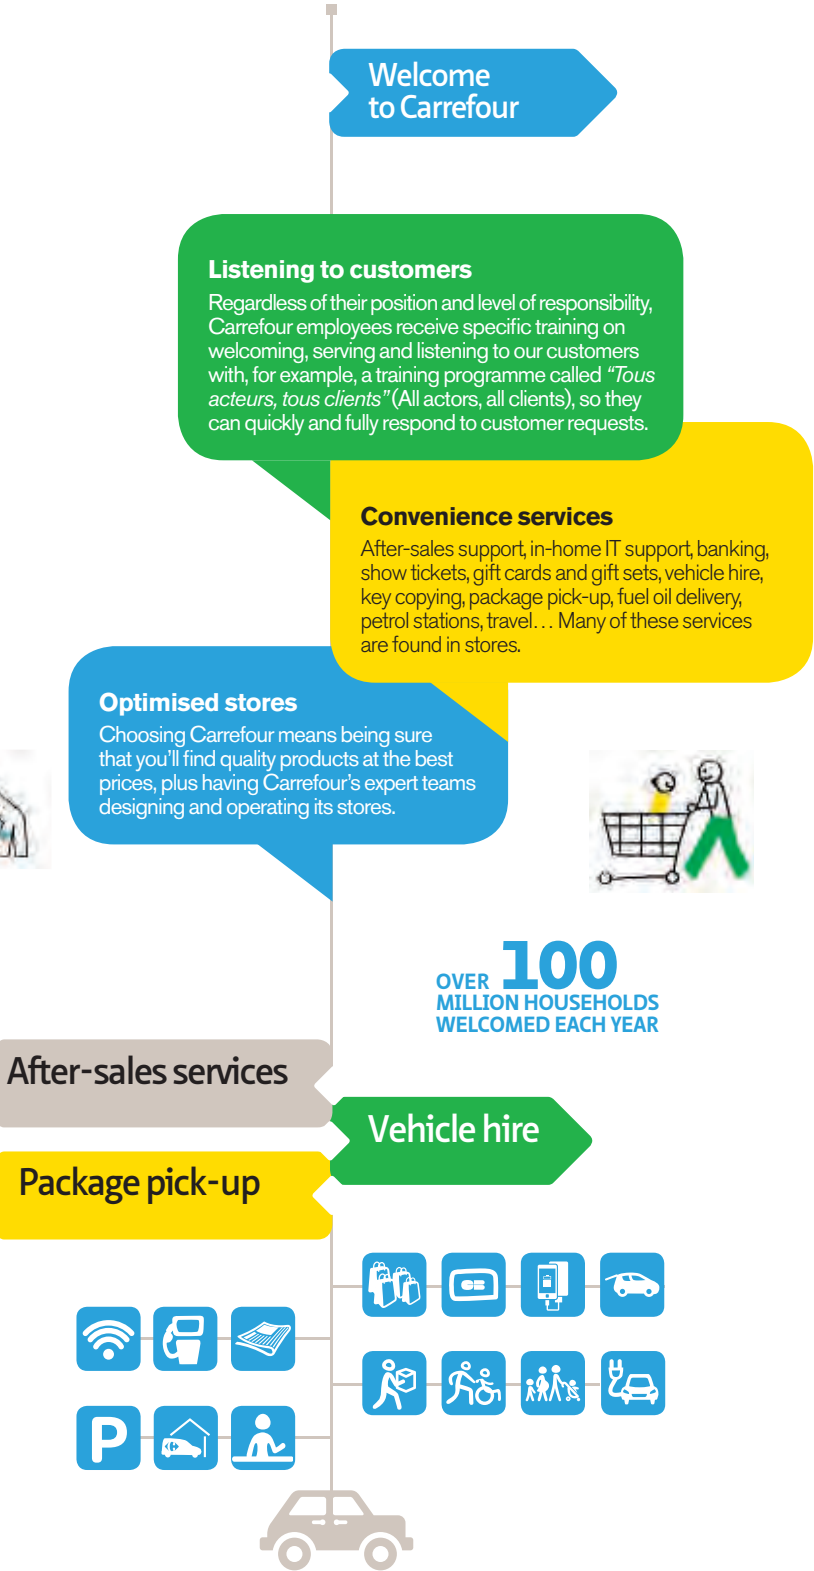 Welcome
to Carrefour
Listening to customers
Regardless of their position and level of responsibility,
Carrefour employees receive specific training on
welcoming, serving and listening to our customers
with, for example, a training programme called “Tous
acteurs, tous clients” (All actors, all clients), so they
can quickly and fully respond to customer requests.
Convenience services
After-sales support, in-home IT support, banking,
show tickets, gift cards and gift sets, vehicle hire,
key copying, package pick-up, fuel oil delivery,
petrol stations, travel… Many of these services
are found in stores.
Optimised stores
Choosing Carrefour means being sure
that you’ll find quality products at the best
prices, plus having Carrefour’s expert teams
designing and operating its stores.
OVER 100
MILLION HOUSEHOLDS
WELCOMED EACH YEAR
After-sales services
Vehicle hire
Package pick-up
CB
P